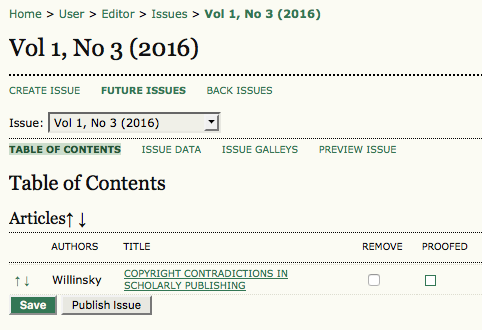 Home > User > Editor > Issues > Vol 1, No 3 (2016)
Vol 1, No 3 (2016)
CREATE ISSUE FUTURE ISSUES BACK ISSUES
Issue: Vol 1, No 3 (2016)
TABLE OF CONTENTS ISSUE DATA ISSUE GALLEYS PREVIEW ISSUE
Table of Contents
Articles↑ ↓
AUTHORS TITLE REMOVE PROOFED
↑ ↓ Willinsky COPYRIGHT CONTRADICTIONS IN
SCHOLARLY PUBLISHING
Save Publish Issue